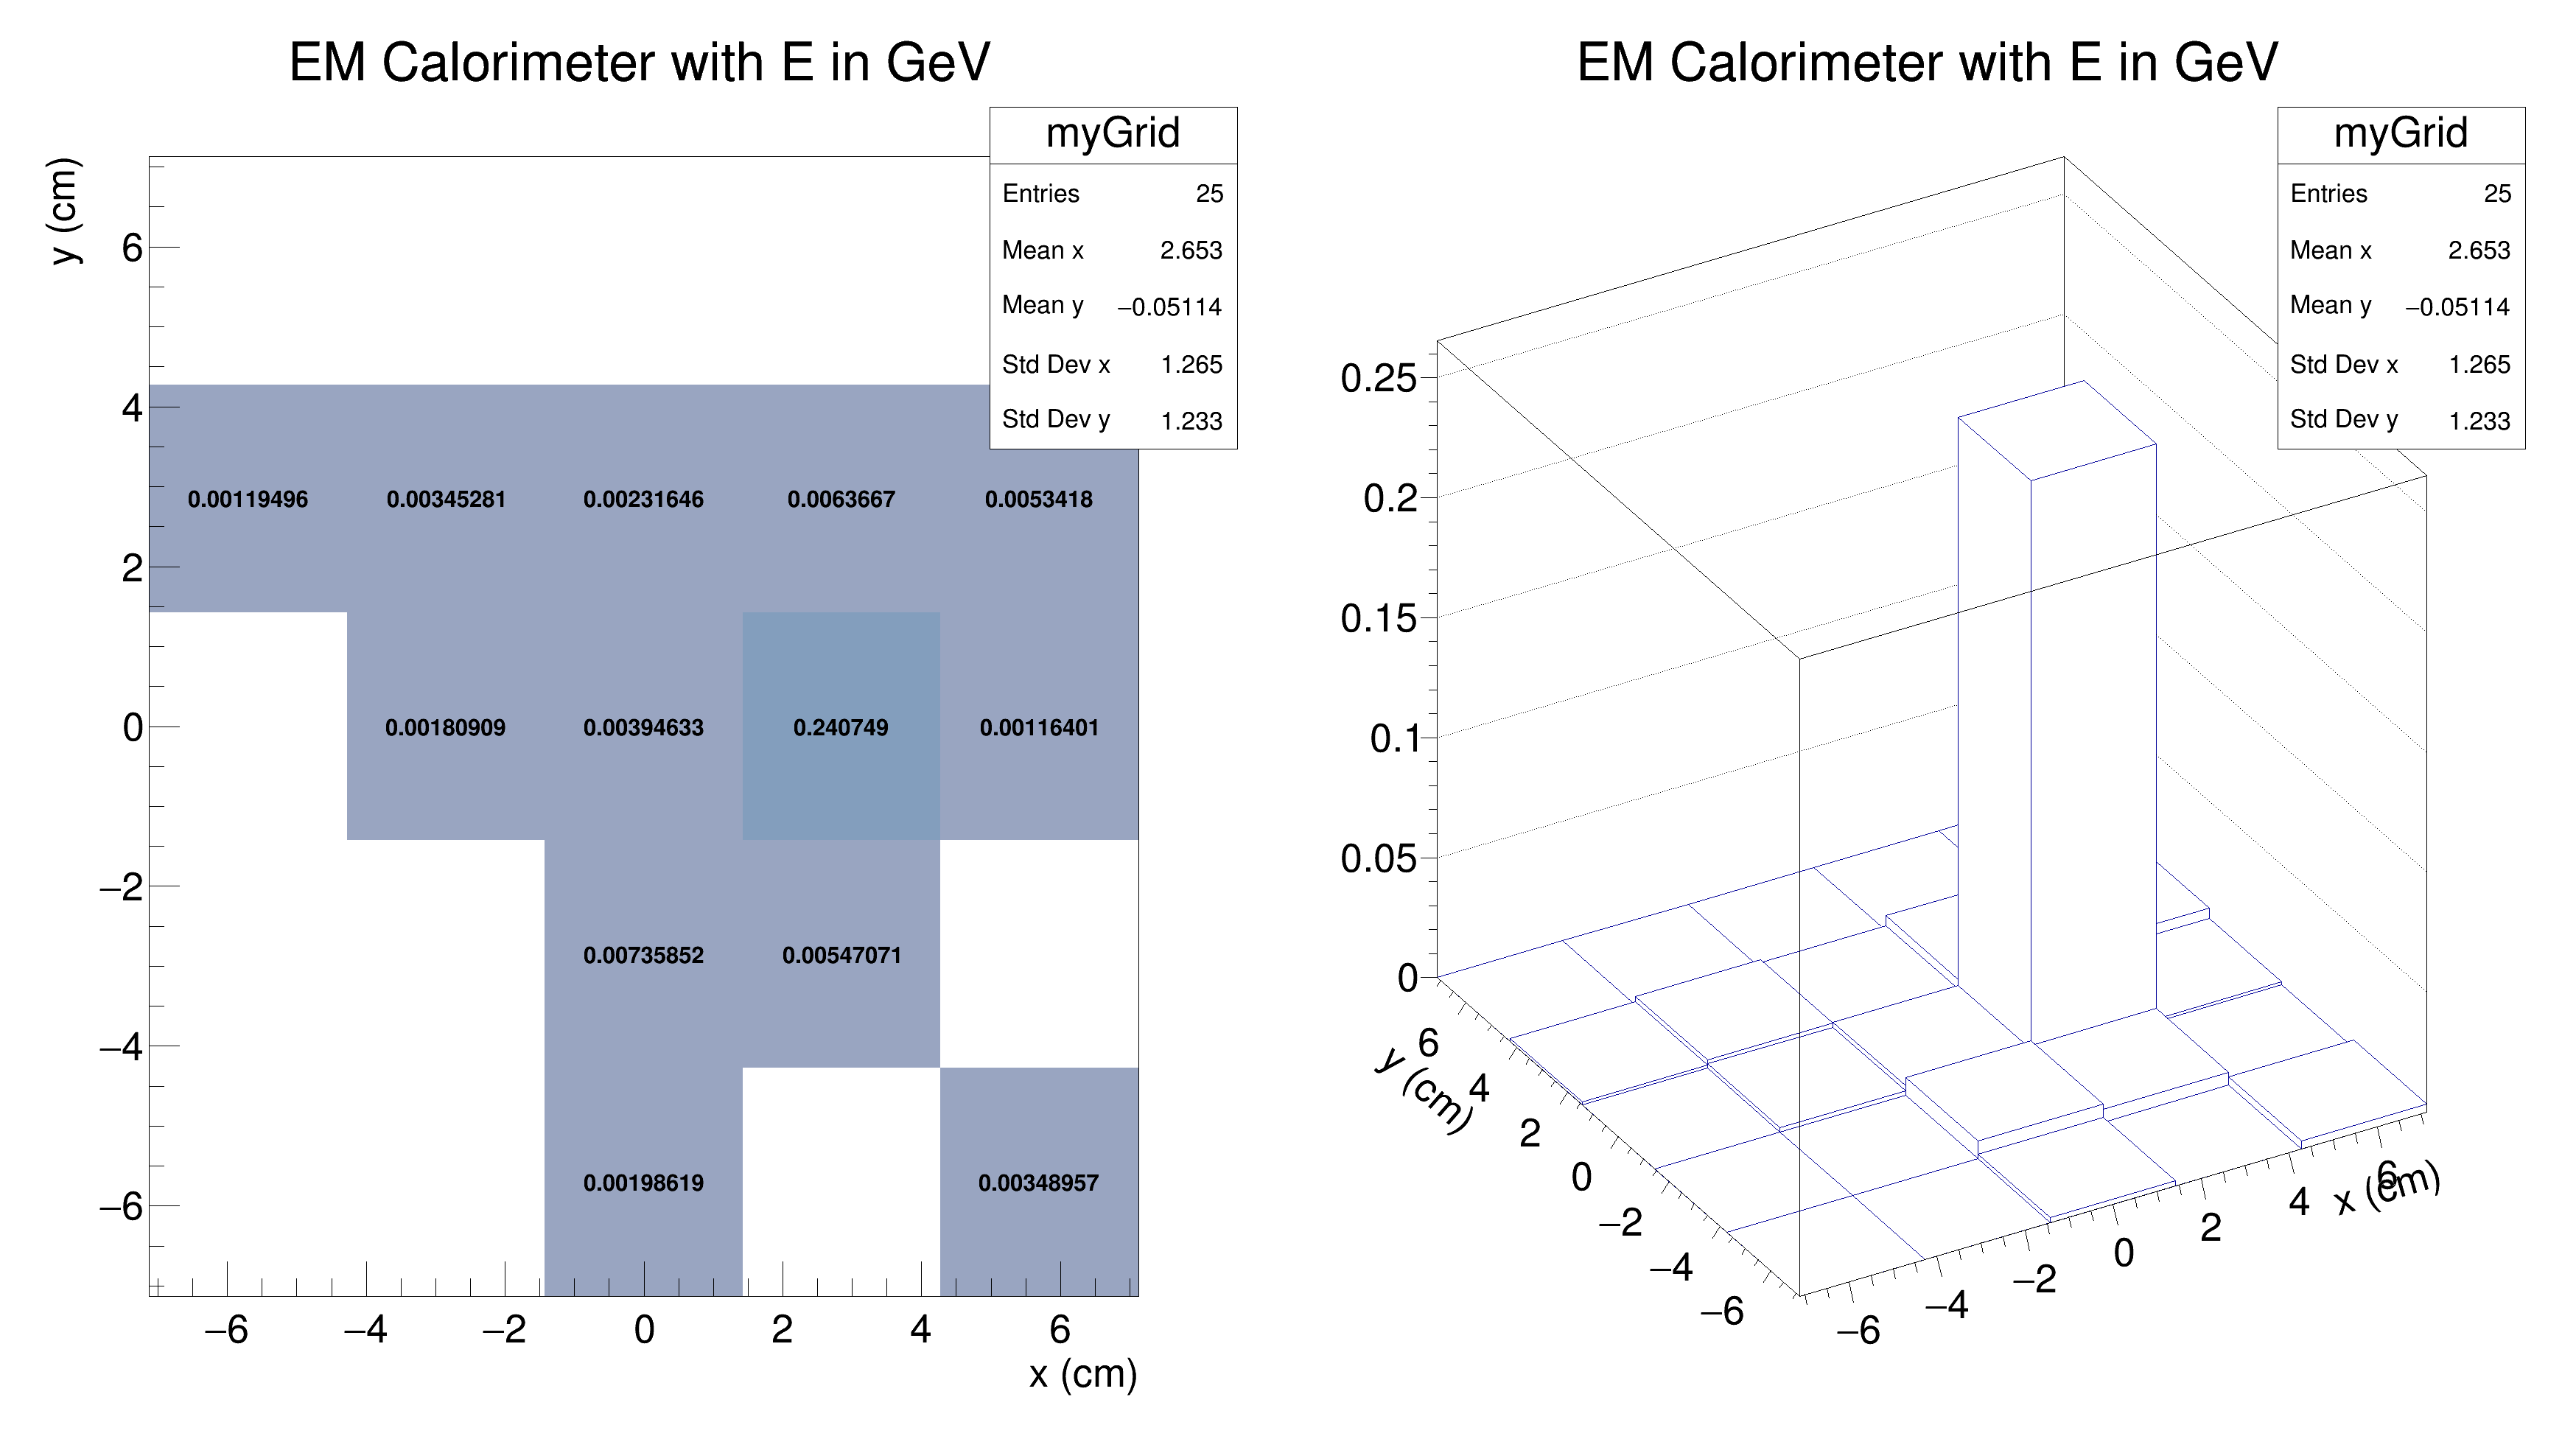 EM Calorimeter with E in GeV
myGrid
Entries 25
Mean x 2.653
Mean y −0.05114
Std Dev x 1.265
Std Dev y 1.233
y (cm)
6
4
2
0
−2
−4
−6
0.00119496 0.00345281 0.00231646 0.0063667 0.0053418
0.00180909 0.00394633 0.240749 0.00116401
0.00735852 0.00547071
0.00198619 0.00348957
−6 −4 −2 0 2 4 6
x (cm)
EM Calorimeter with E in GeV
myGrid
Entries 25
Mean x 2.653
Mean y −0.05114
Std Dev x 1.265
Std Dev y 1.233
0.25
0.2
0.15
0.1
0.05
0
6
4
2
0
−2
−4
−6
y (cm)
−6
−4
−2
0
2
4
6
x (cm)